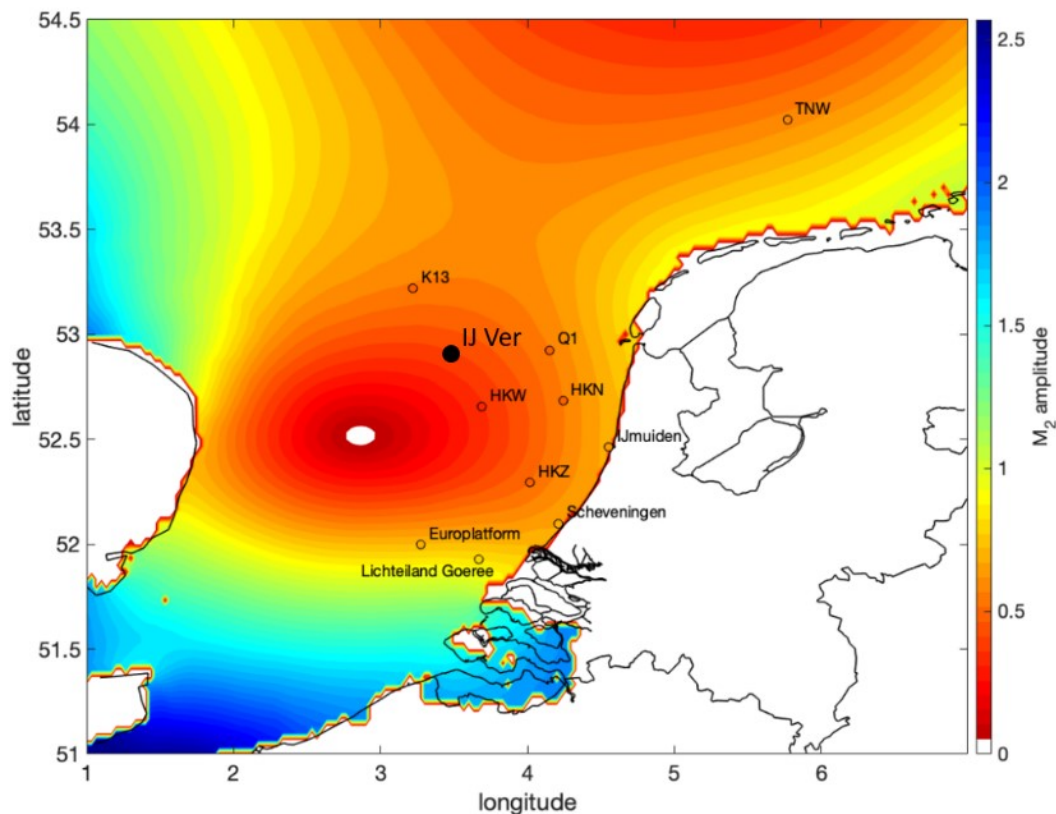 54.5
54
53.5
53
52.5
52
51.5
51
latitude
1
2
3
4
5
6
longitude
TNW
K13
IJ Ver
Q1
HKW
HKN
IJmuiden
HKZ
Scheveningen
Europlatform
Lichteiland Goeree
2.5
2
1.5
1
0.5
0
M2 amplitude